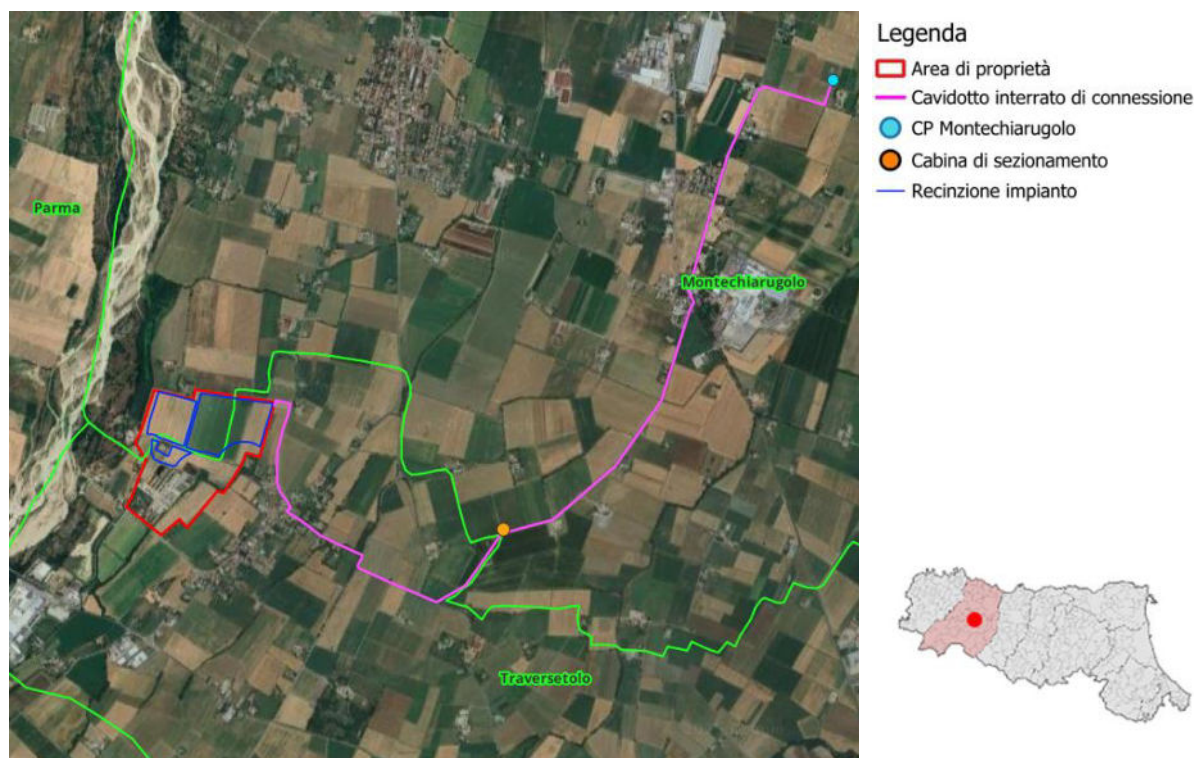 Parma
Montechiarugolo
Traversetolo
Legenda
Area di proprietà
Cavidotto interrato di connessione
CP Montechiarugolo
Cabina di sezionamento
Recinzione impianto